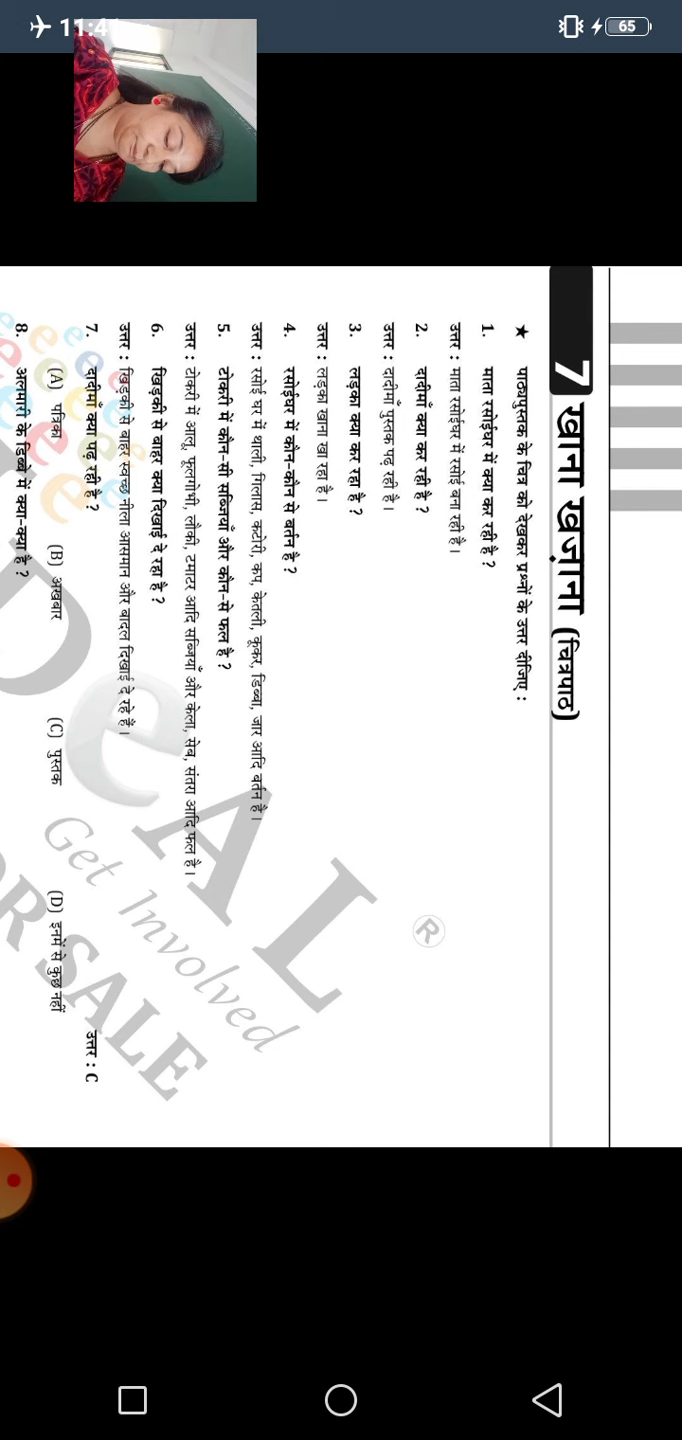 65
7 खाना खज़ाना (चित्रपाठ)
★ पाठ्यपुस्तक के चित्र को देखकर प्रश्नों के उत्तर दीजिए :
1. माता रसोईघर में क्या कर रही है ?
उत्तर : माता रसोईघर में रसोई बना रही है।
2. दादीमाँ क्या कर रही है ?
उत्तर : दादीमाँ पुस्तक पढ़ रही है।
3. लड़का क्या कर रहा है ?
उत्तर : लड़का खाना खा रहा है।
4. रसोईघर में कौन-कौन से बर्तन है ?
उत्तर : रसोई घर में थाली, गिलास, कटोरी, कप, केतली, कूकर, डिब्बा, जार आदि बर्तन है।
5. टोकरी में कौन-सी सब्जियाँ और कौन-से फल है ?
उत्तर : टोकरी में आलू, फूलगोभी, लौकी, टमाटर आदि सब्जियाँ और केला, सेब, संतरा आदि फल है।
6. खिड़की से बाहर क्या दिखाई दे रहा है ?
उत्तर : खिड़की से बाहर स्वच्छ नीला आसमान और बादल दिखाई दे रहे हैं।
7. दादीमाँ क्या पढ़ रही है ?
उत्तर : C
(A) पत्रिका (B) अखबार (C) पुस्तक (D) इनमें से कुछ नहीं
8. अलमारी के डिब्बे में क्या-क्या है ?
DeAL ®
Get Involved
SALE